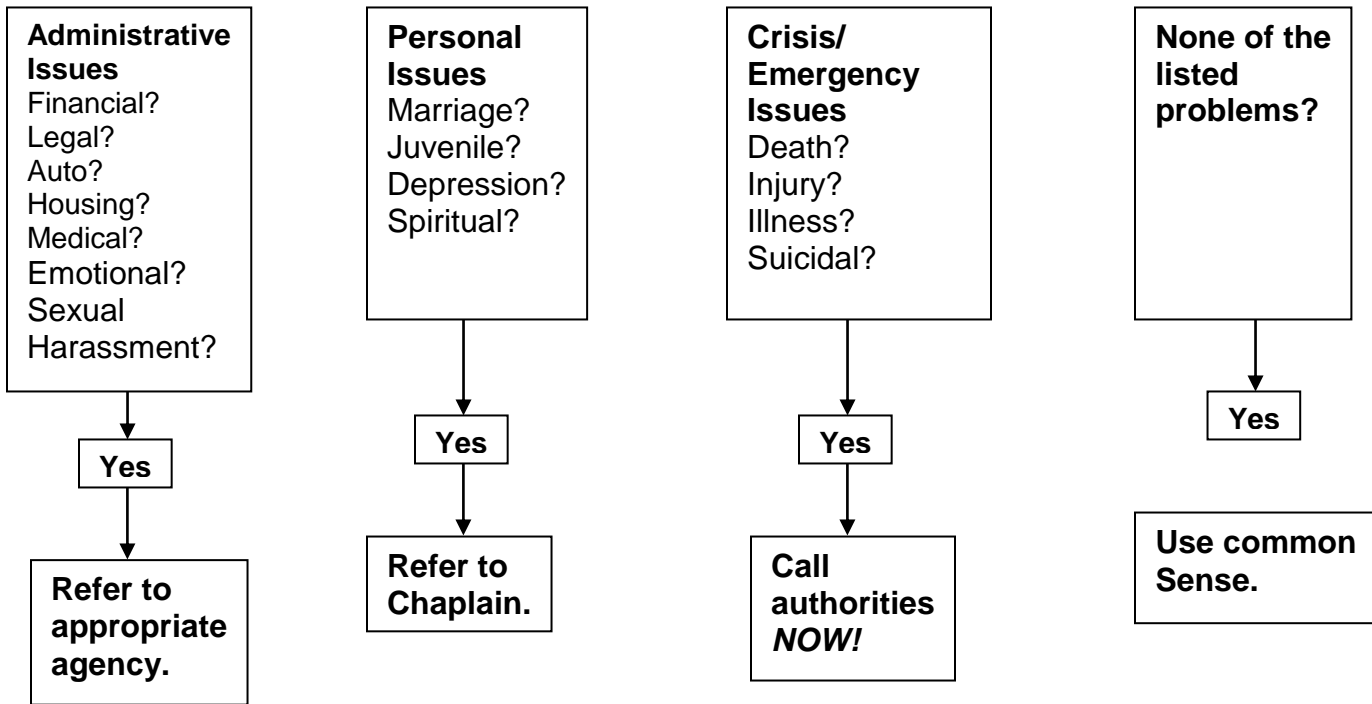 Administrative
Issues
Financial?
Legal?
Auto?
Housing?
Medical?
Emotional?
Sexual
Harassment?
Yes
Refer to
appropriate
agency.
Personal
Issues
Marriage?
Juvenile?
Depression?
Spiritual?
Yes
Refer to
Chaplain.
Crisis/
Emergency
Issues
Death?
Injury?
Illness?
Suicidal?
Yes
Call
authorities
NOW!
None of the
listed
problems?
Yes
Use common
Sense.